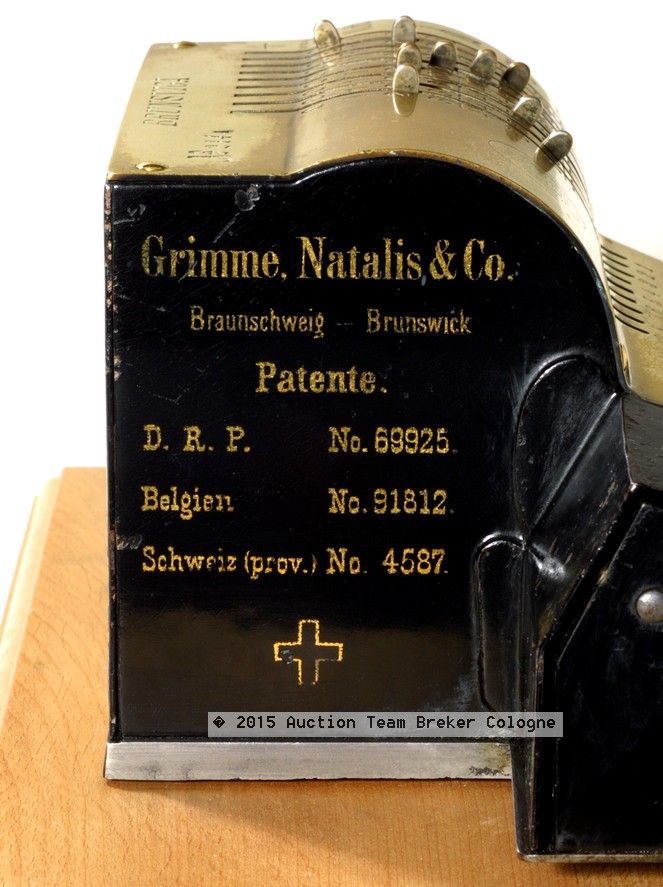 Grimme, Natalis & Co.
Braunschweig — Brunswick
Patente.
D. R. P. No. 69925.
Belgien No. 91812.
Schweiz (prov.) No. 4587.
� 2015 Auction Team Breker Cologne